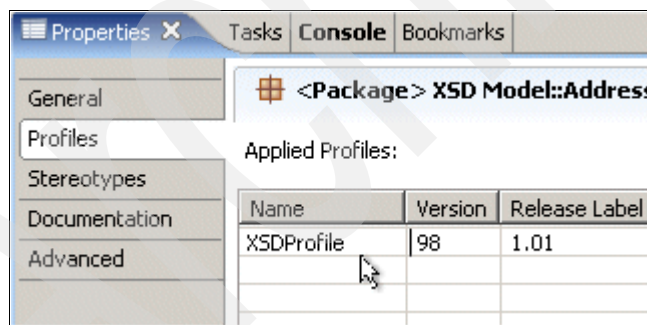 Properties Tasks Console Bookmarks
General
Profiles
Stereotypes
Documentation
Advanced
<Package> XSD Model::Address
Applied Profiles:
Name Version Release Label
XSDProfile 98 1.01